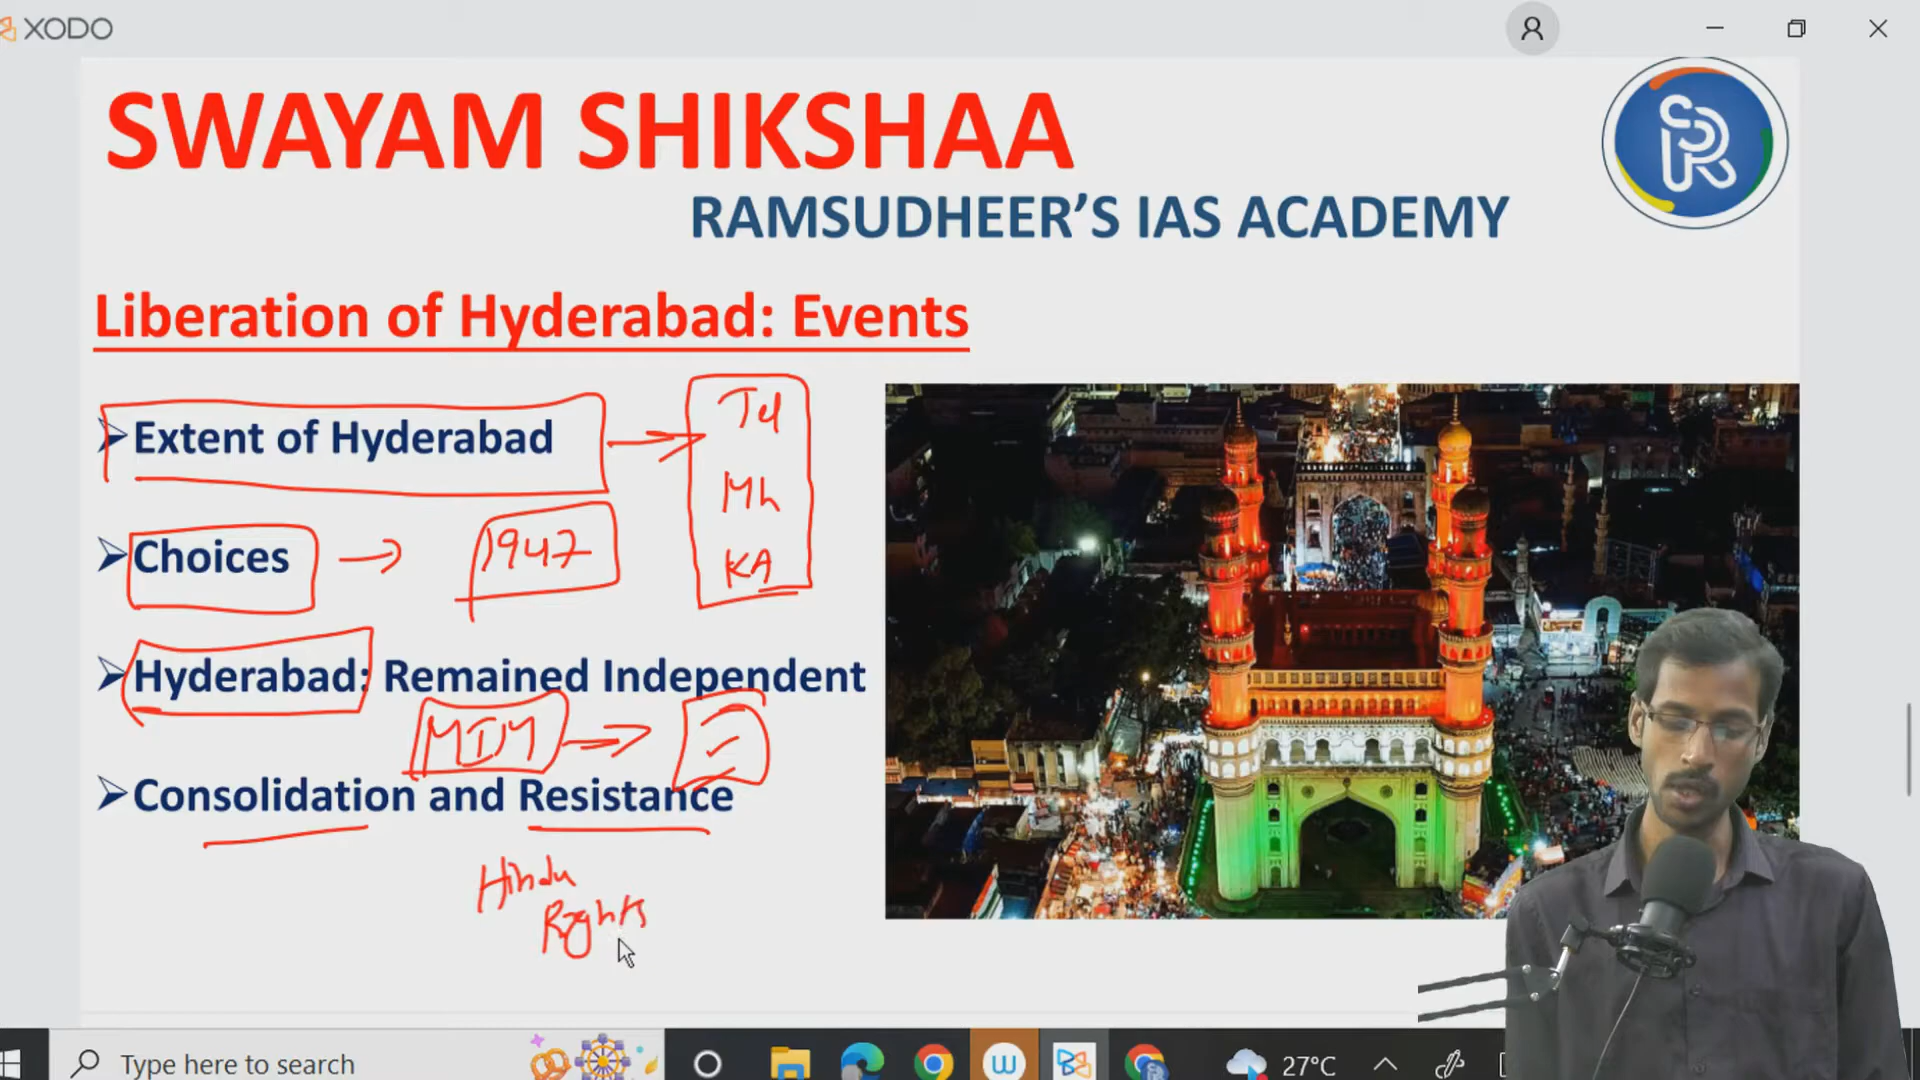 XODO
SWAYAM SHIKSHAA
RAMSUDHEER'S IAS ACADEMY
Liberation of Hyderabad: Events
Extent of Hyderabad
Tel
Mh
KA
Choices
1947
Hyderabad: Remained Independent
MIM
Consolidation and Resistance
Hindu
Rights
Type here to search
27°C